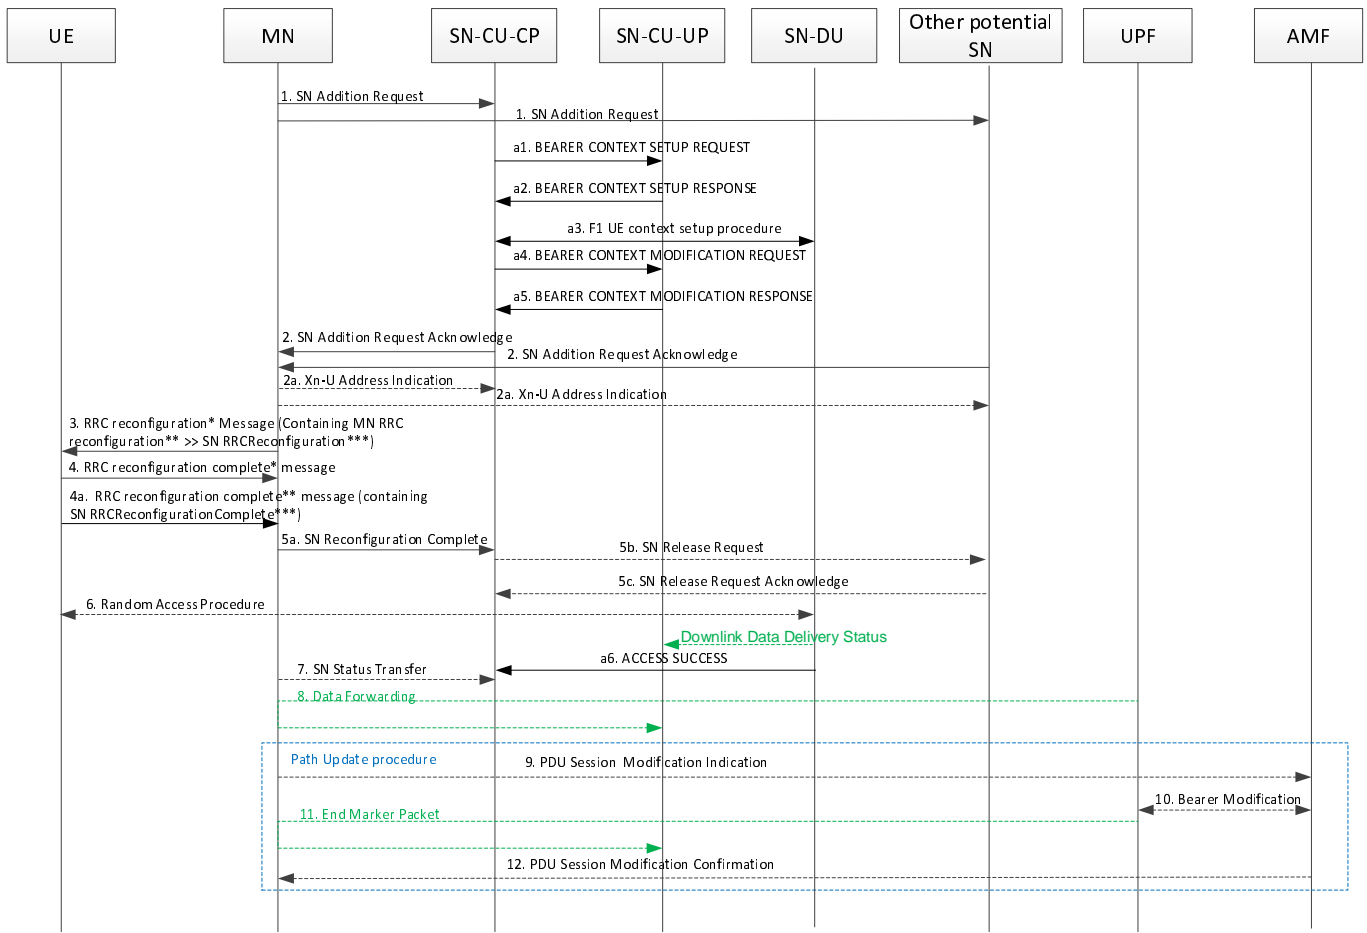 UE
MN
SN-CU-CP
SN-CU-UP
SN-DU
Other potential
SN
UPF
AMF
1. SN Addition Request
1. SN Addition Request
a1. BEARER CONTEXT SETUP REQUEST
a2. BEARER CONTEXT SETUP RESPONSE
a3. F1 UE context setup procedure
a4. BEARER CONTEXT MODIFICATION REQUEST
a5. BEARER CONTEXT MODIFICATION RESPONSE
2. SN Addition Request Acknowledge
2. SN Addition Request Acknowledge
2a. Xn-U Address Indication
2a. Xn-U Address Indication
3. RRC reconfiguration* Message (Containing MN RRC
reconfiguration** >> SN RRCReconfiguration***)
4. RRC reconfiguration complete* message
4a. RRC reconfiguration complete** message (containing
SN RRCReconfigurationComplete***)
5a. SN Reconfiguration Complete
5b. SN Release Request
5c. SN Release Request Acknowledge
6. Random Access Procedure
Downlink Data Delivery Status
a6. ACCESS SUCCESS
7. SN Status Transfer
8. Data Forwarding
Path Update procedure
9. PDU Session Modification Indication
10. Bearer Modification
11. End Marker Packet
12. PDU Session Modification Confirmation